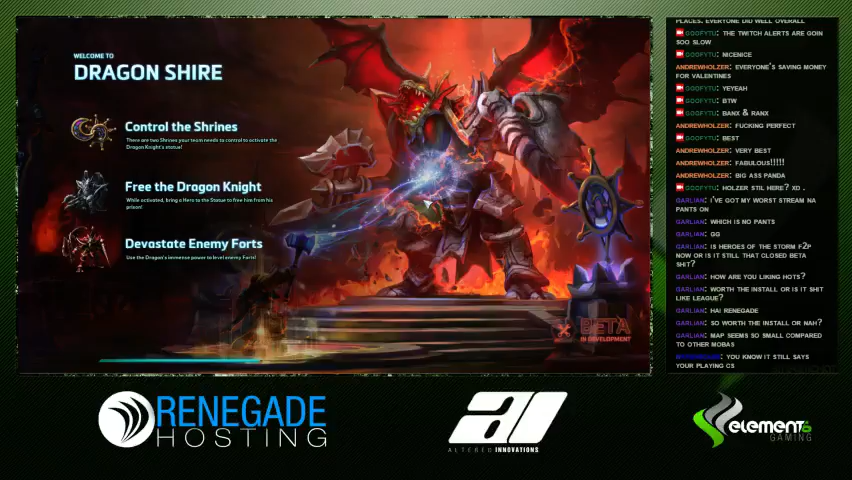 WELCOME TO
DRAGON SHIRE
Control the Shrines
There are two Shrines your team needs to control to activate the
Dragon Knight's statue!
Free the Dragon Knight
While activated, bring a Hero to the Statue to free him from his
prison!
Devastate Enemy Forts
Use the Dragon's immense power to level enemy Forts!
BETA
IN DEVELOPMENT
PLACES. EVERYONE DID WELL OVERALL
GOOFYTU: THE TWITCH ALERTS ARE GOIN
SOO SLOW
GOOFYTU: NICENICE
ANDREWHOLZER: EVERYONE'S SAVING MONEY
FOR VALENTINES
GOOFYTU: YEYEAH
GOOFYTU: BTW
GOOFYTU: BANX & RANX
ANDREWHOLZER: FUCKING PERFECT
GOOFYTU: BEST
ANDREWHOLZER: VERY BEST
ANDREWHOLZER: FABULOUS!!!!!
ANDREWHOLZER: BIG ASS PANDA
GOOFYTU: HOLZER STIL HERE? XD .
GARLIAN: I'VE GOT MY WORST STREAM NA
PANTS ON
GARLIAN: WHICH IS NO PANTS
GARLIAN: GG
GARLIAN: IS HEROES OF THE STORM F2P
NOW OR IS IT STILL THAT CLOSED BETA
SHIT?
GARLIAN: HOW ARE YOU LIKING HOTS?
GARLIAN: WORTH THE INSTALL OR IS IT SHIT
LIKE LEAGUE?
GARLIAN: HAI RENEGADE
GARLIAN: SO WORTH THE INSTALL OR NAH?
GARLIAN: MAP SEEMS SO SMALL COMPARED
TO OTHER MOBAS
YOU KNOW IT STILL SAYS
YOUR PLAYING CS
RENEGADE
HOSTING
ai
ALTERED INNOVATIONS
element6
GAMING